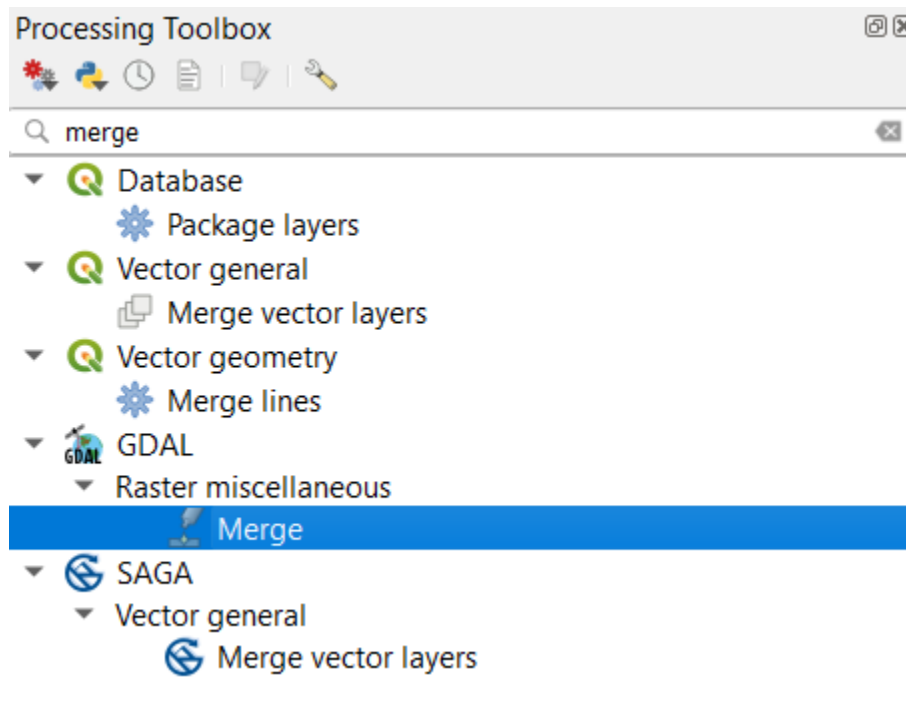 Processing Toolbox
merge
Database
Package layers
Vector general
Merge vector layers
Vector geometry
Merge lines
GDAL GDAL
Raster miscellaneous
Merge
SAGA
Vector general
Merge vector layers